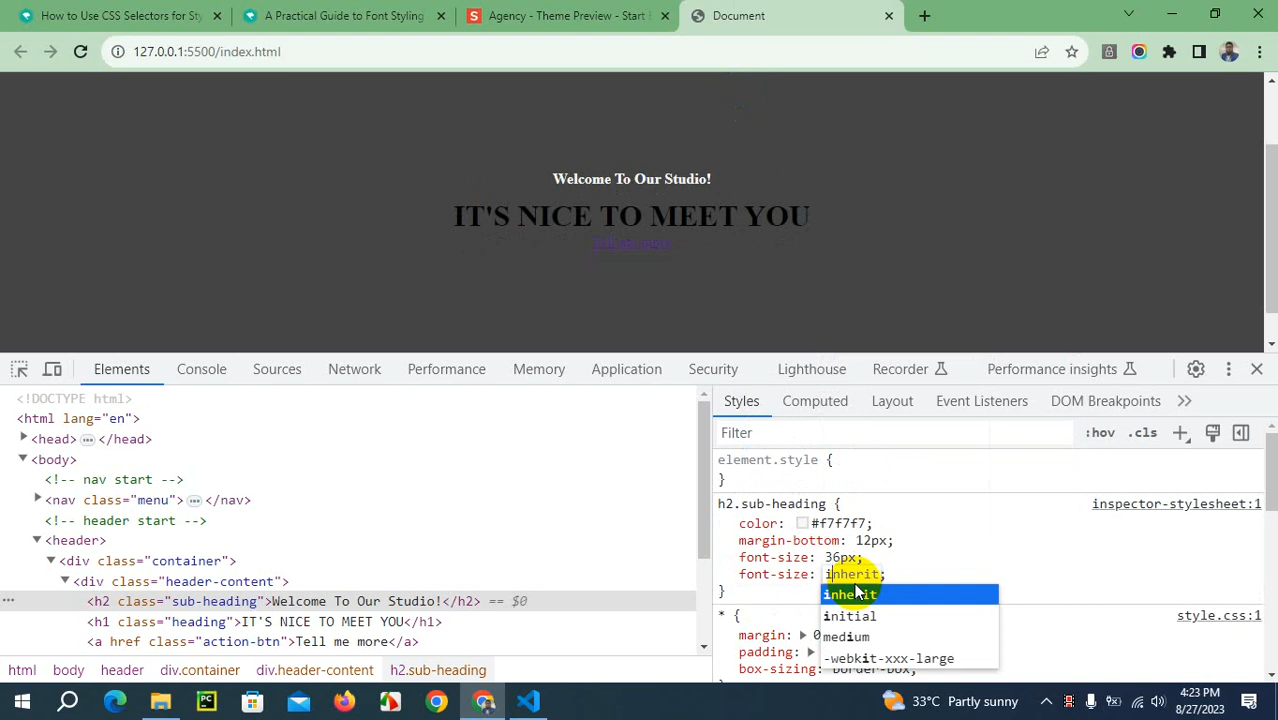 How to Use CSS Selectors for Sty
A Practical Guide to Font Styling
Agency - Theme Preview - Start
Document
127.0.0.1:5500/index.html
Welcome To Our Studio!
IT'S NICE TO MEET YOU
Tell me more
Elements Console Sources Network Performance Memory Application Security Lighthouse Recorder Performance insights
<!DOCTYPE html>
<html lang="en">
<head> ••• </head>
<body>
<!-- nav start -->
<nav class="menu"> ••• </nav>
<!-- header start -->
<header>
<div class="container">
<div class="header-content">
••• <h2 class="sub-heading">Welcome To Our Studio!</h2> == $0
<h1 class="heading">IT'S NICE TO MEET YOU</h1>
<a href class="action-btn">Tell me more</a>
html body header div.container div.header-content h2.sub-heading
Styles Computed Layout Event Listeners DOM Breakpoints
Filter :hov .cls
element.style {
}
h2.sub-heading { inspector-stylesheet:1
color: #f7f7f7;
margin-bottom: 12px;
font-size: 36px;
font-size: inherit;
}
inherit
initial
medium
-webkit-xxx-large
* { style.css:1
margin: 0
padding:
box-sizing: border-box;
33°C Partly sunny
4:23 PM
8/27/2023